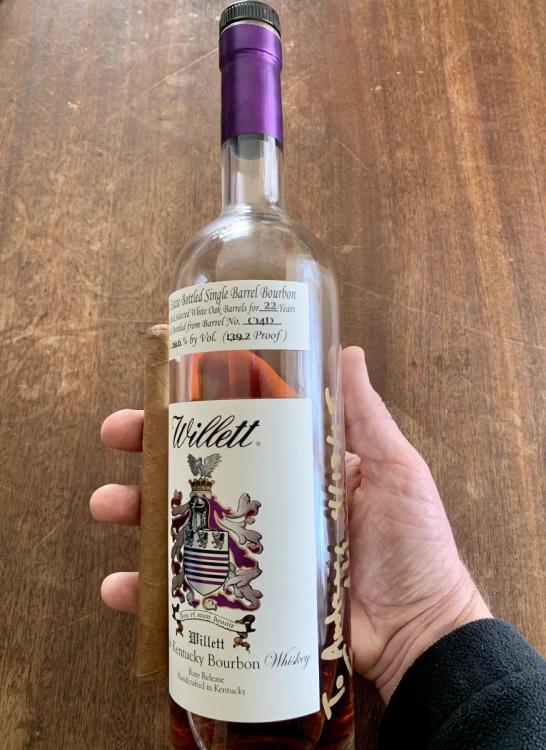 Bottled Single Barrel Bourbon
Selected White Oak Barrels for 22 Years
Bottled from Barrel No. C14D
% by Vol. (139.2 Proof)
Willett
®
Willett
Kentucky Bourbon Whiskey
Rare Release
Handcrafted in Kentucky